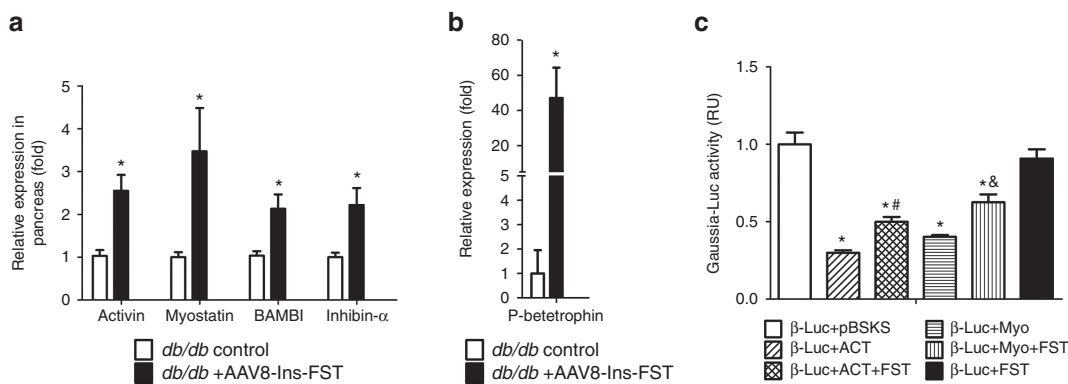 a
Relative expression in
pancreas (fold)
5
4
3
2
1
0
*
*
*
*
Activin
Myostatin
BAMBI
Inhibin-α
db/db control
db/db +AAV8-Ins-FST
b
Relative expression (fold)
80
60
40
20
5
4
3
2
1
0
*
P-betetrophin
db/db control
db/db +AAV8-Ins-FST
c
Gaussia-Luc activity (RU)
1.5
1.0
0.5
0.0
*
*#
*
*&
β-Luc+pBSKS
β-Luc+ACT
β-Luc+ACT+FST
β-Luc+Myo
β-Luc+Myo+FST
β-Luc+FST